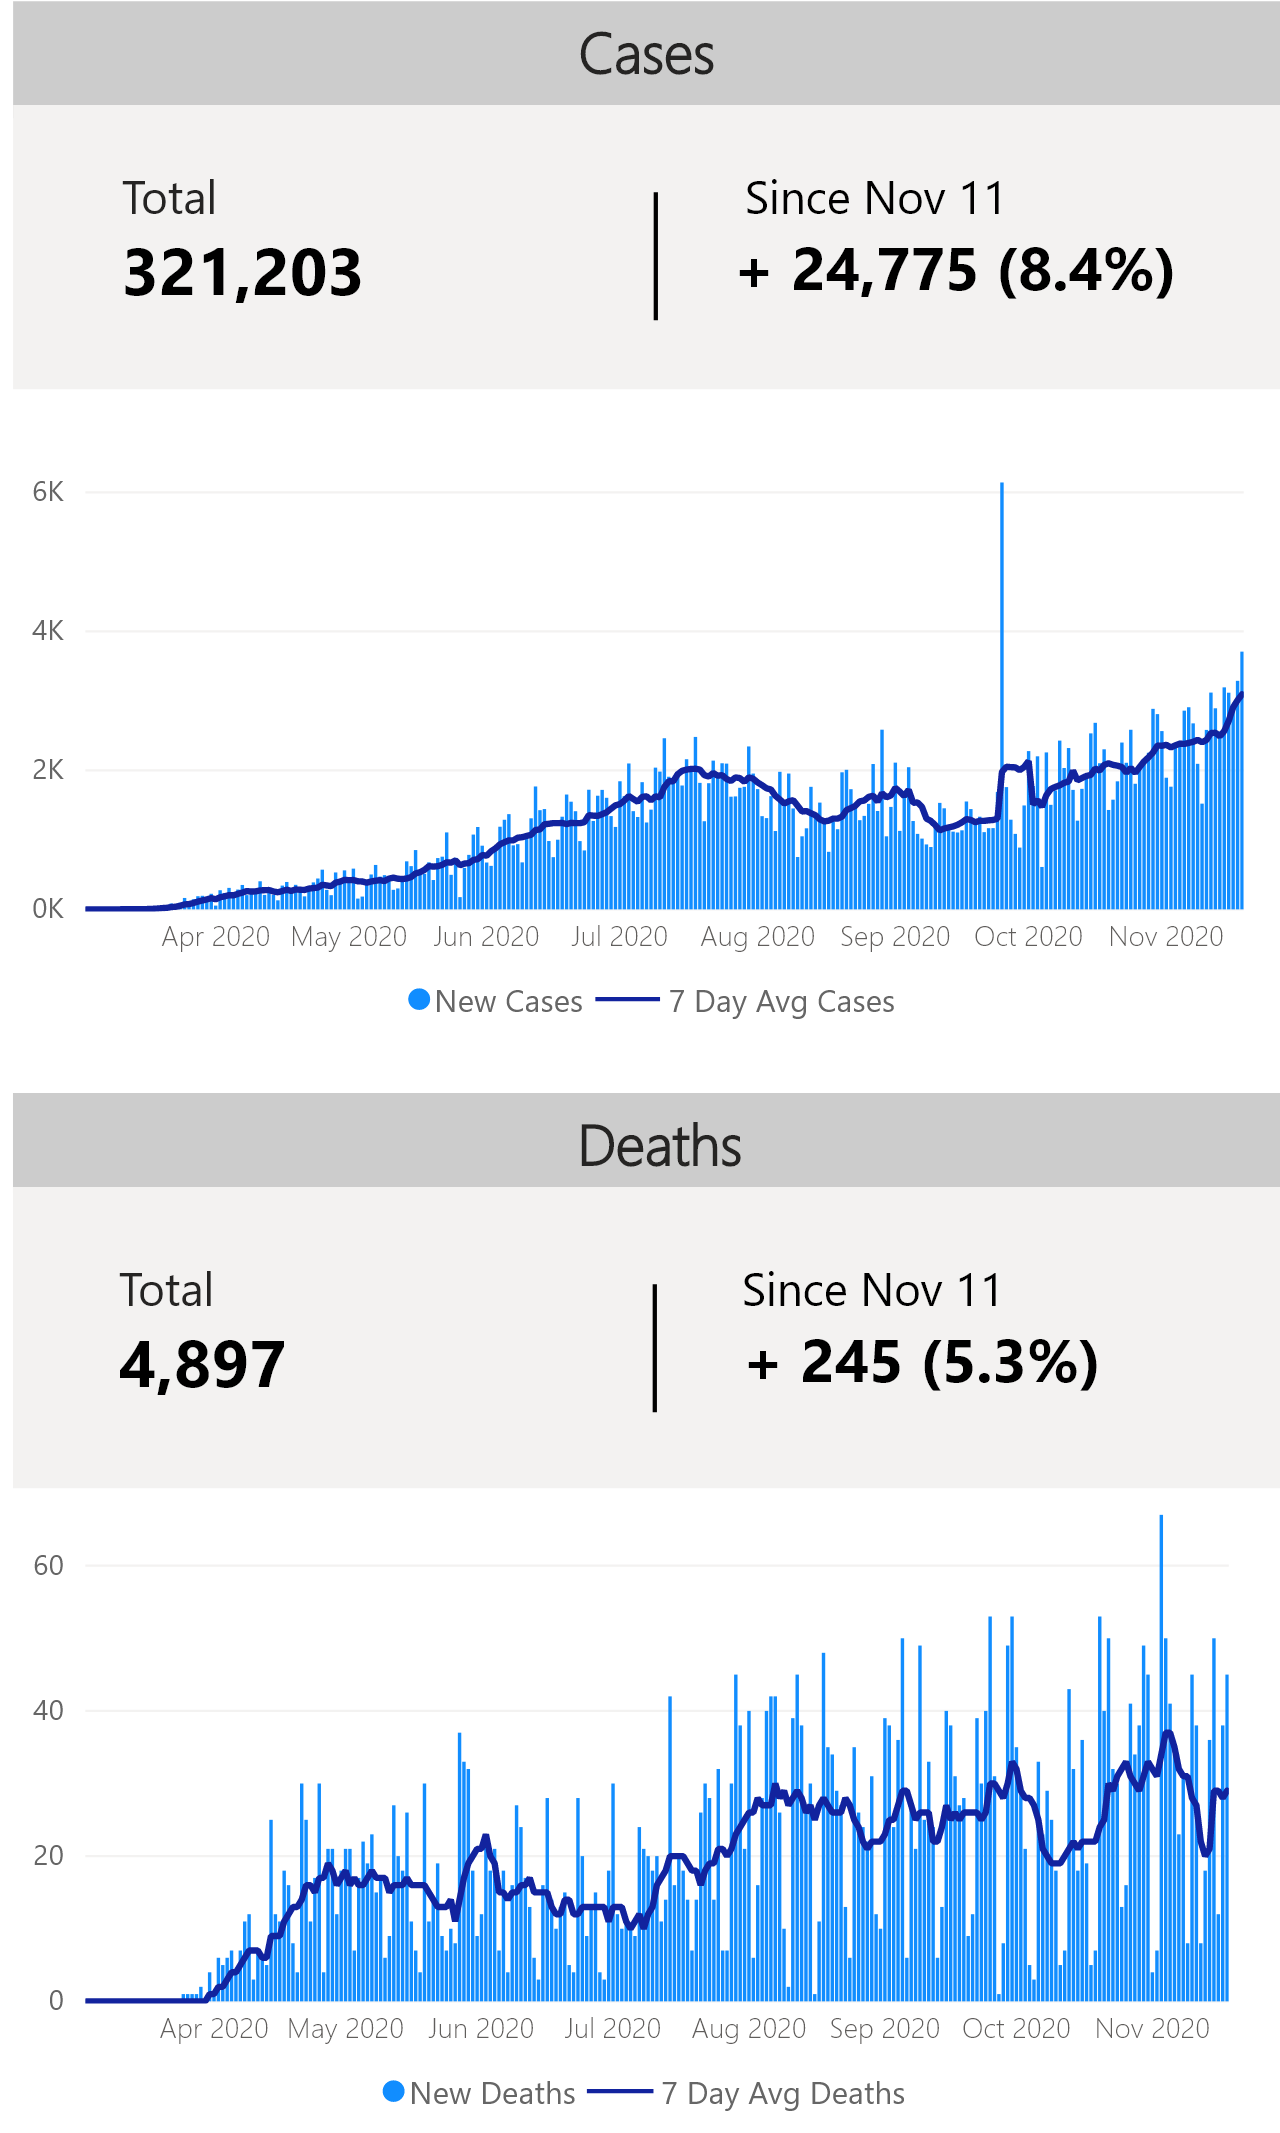 Cases
Total
321,203
Since Nov 11
+ 24,775 (8.4%)
6K
4K
2K
0K
Apr 2020 May 2020 Jun 2020 Jul 2020 Aug 2020 Sep 2020 Oct 2020 Nov 2020
New Cases 7 Day Avg Cases
Deaths
Total
4,897
Since Nov 11
+ 245 (5.3%)
60
40
20
0
Apr 2020 May 2020 Jun 2020 Jul 2020 Aug 2020 Sep 2020 Oct 2020 Nov 2020
New Deaths 7 Day Avg Deaths